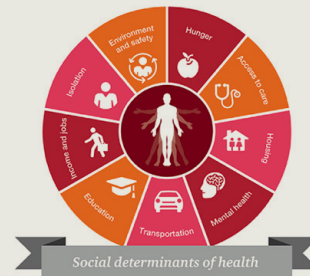 Environment
and safety
Hunger
Access to care
Housing
Mental health
Transportation
Education
Income and jobs
Isolation
Social determinants of health